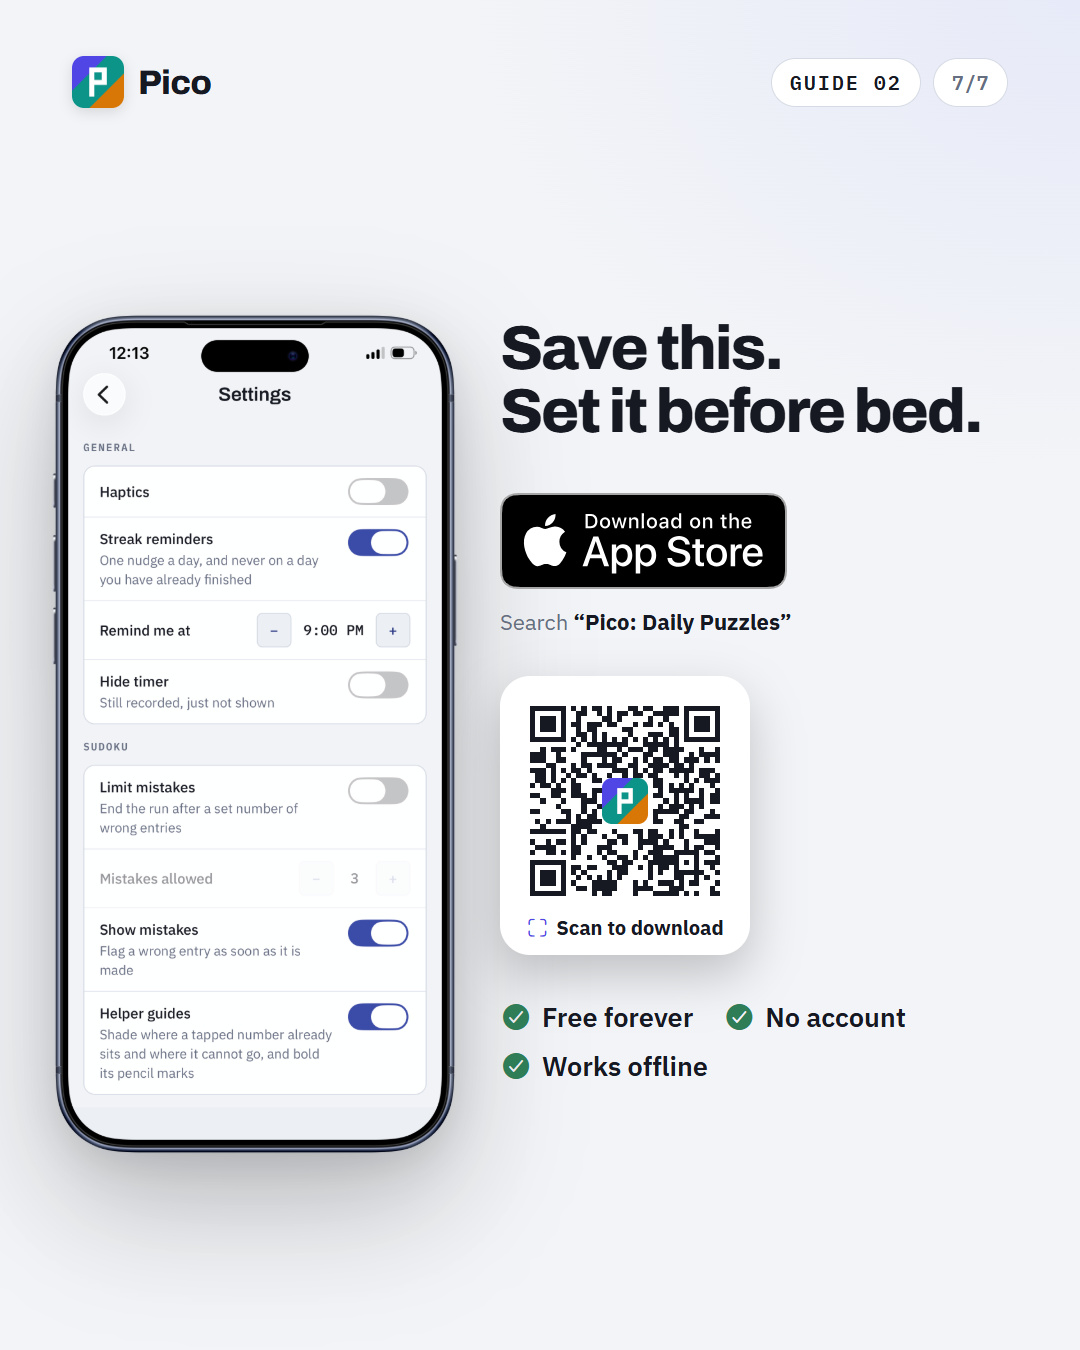 Pico
GUIDE 02
7/7
12:13
Settings
GENERAL
Haptics
Streak reminders
One nudge a day, and never on a day
you have already finished
Remind me at
− 9:00 PM +
Hide timer
Still recorded, just not shown
SUDOKU
Limit mistakes
End the run after a set number of
wrong entries
Mistakes allowed
− 3 +
Show mistakes
Flag a wrong entry as soon as it is
made
Helper guides
Shade where a tapped number already
sits and where it cannot go, and bold
its pencil marks
Save this.
Set it before bed.
Download on the
App Store
Search “Pico: Daily Puzzles”
P
Scan to download
Free forever
No account
Works offline